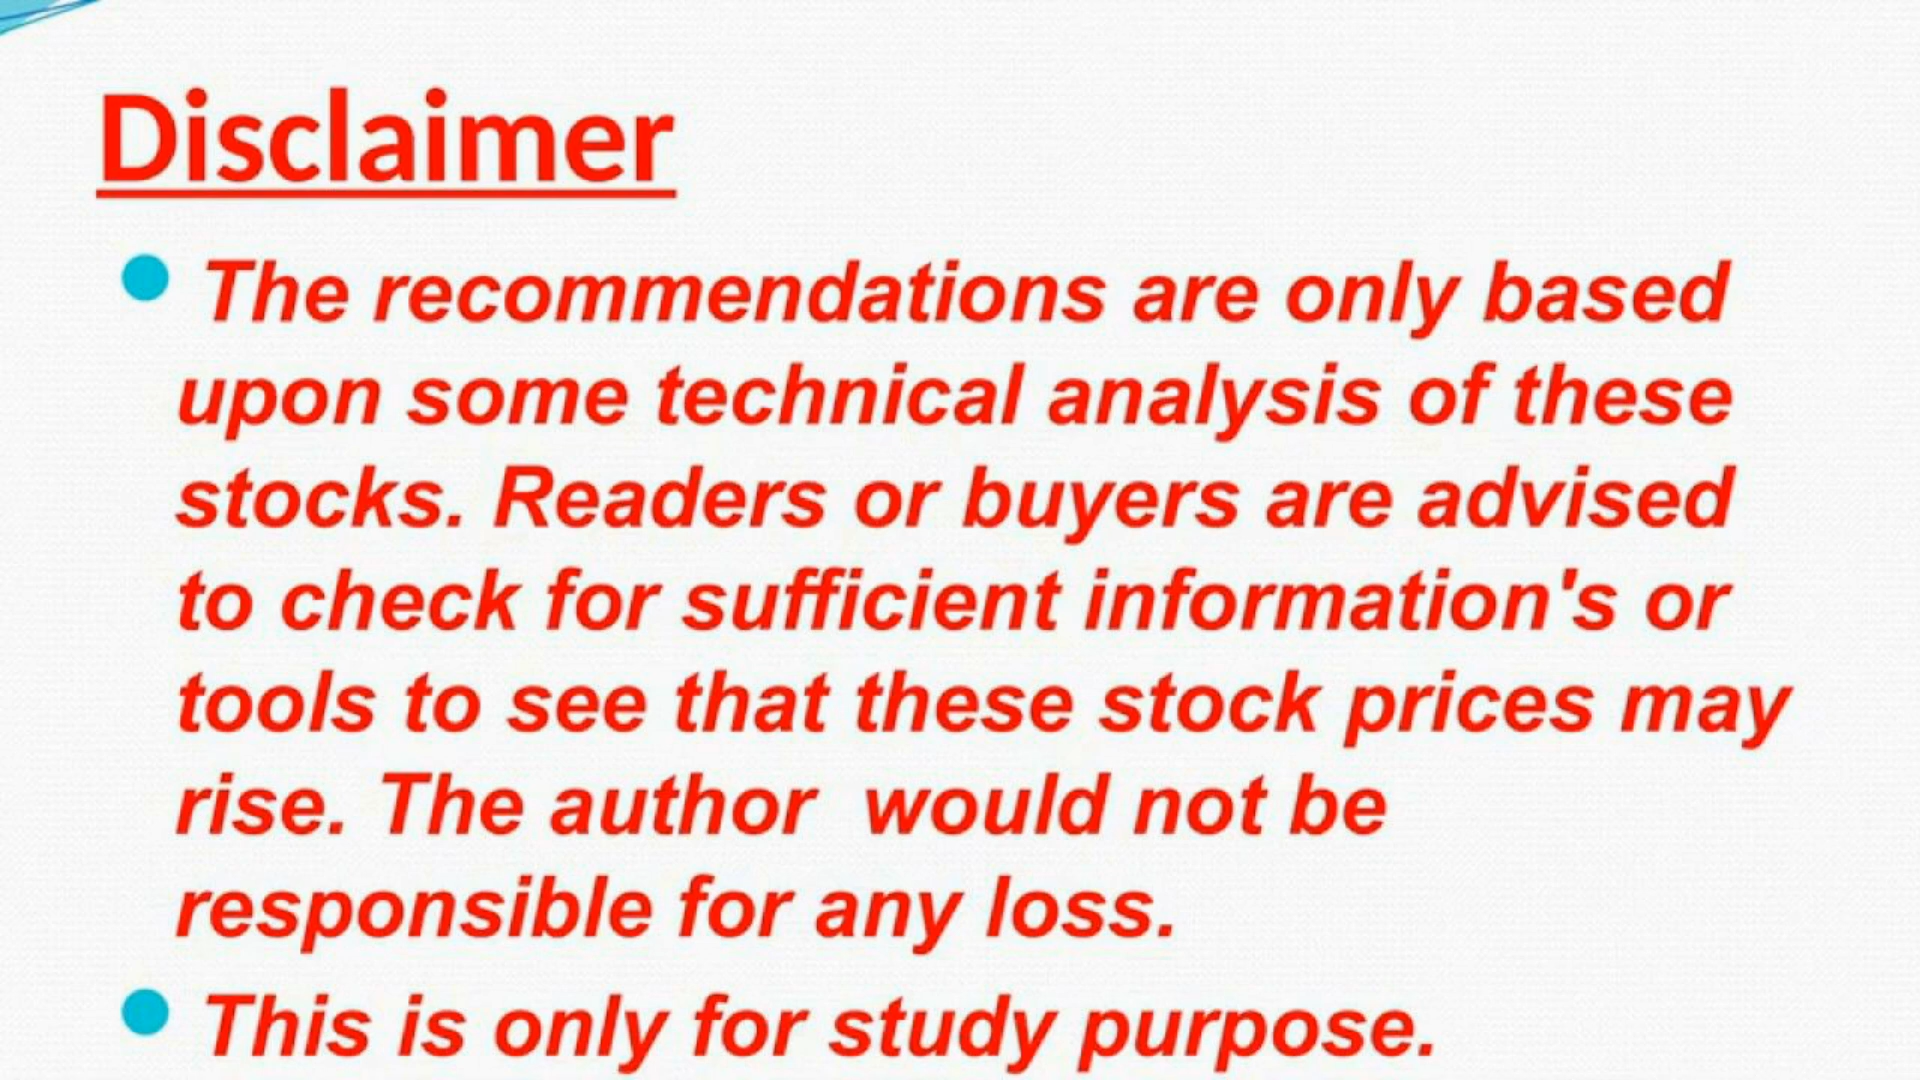 Disclaimer
The recommendations are only based
upon some technical analysis of these
stocks. Readers or buyers are advised
to check for sufficient information's or
tools to see that these stock prices may
rise. The author  would not be
responsible for any loss.
This is only for study purpose.